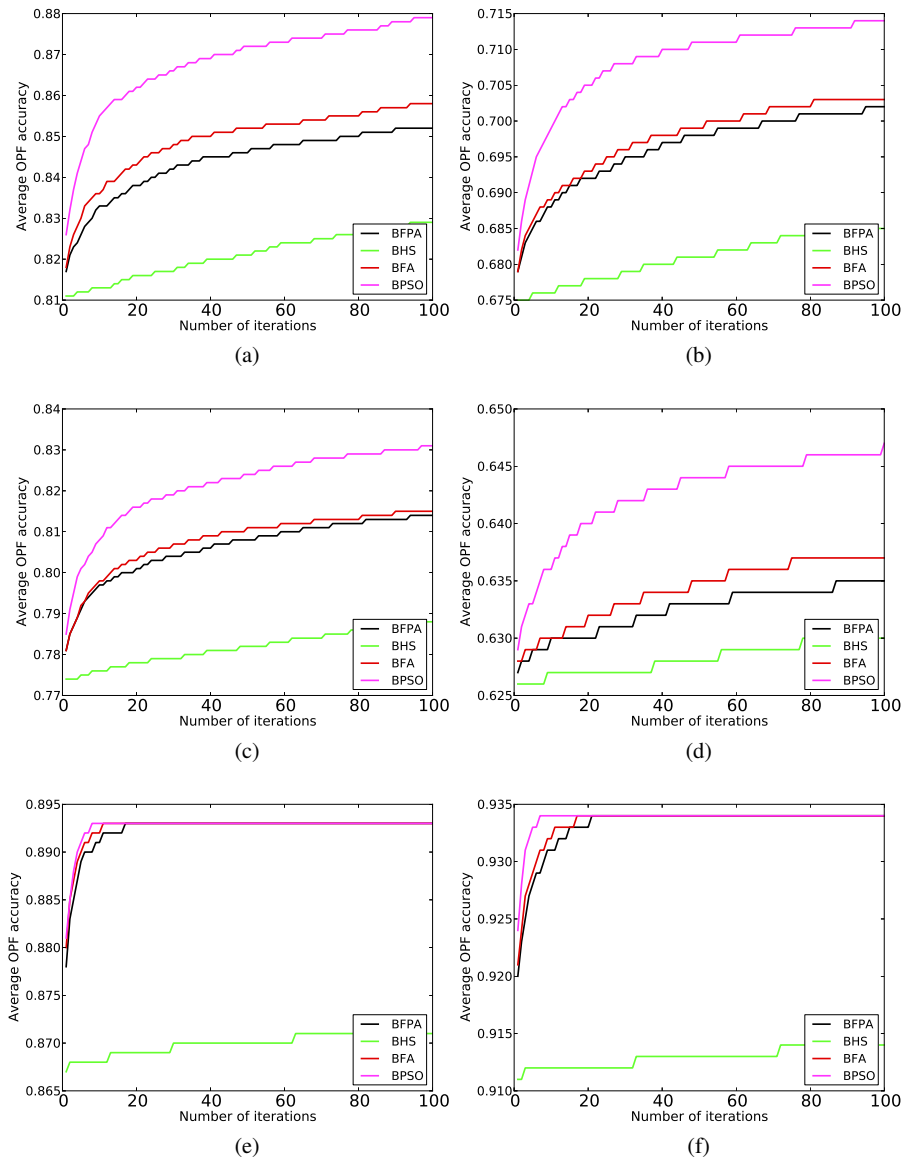 0.88
0.87
0.86
0.85
0.84
0.83
0.82
0.81
Average OPF accuracy
0 20 40 60 80 100
Number of iterations
BFPA
BHS
BFA
BPSO
(a)
0.715
0.710
0.705
0.700
0.695
0.690
0.685
0.680
0.675
Average OPF accuracy
0 20 40 60 80 100
Number of iterations
BFPA
BHS
BFA
BPSO
(b)
0.84
0.83
0.82
0.81
0.80
0.79
0.78
0.77
Average OPF accuracy
0 20 40 60 80 100
Number of iterations
BFPA
BHS
BFA
BPSO
(c)
0.650
0.645
0.640
0.635
0.630
0.625
Average OPF accuracy
0 20 40 60 80 100
Number of iterations
BFPA
BHS
BFA
BPSO
(d)
0.895
0.890
0.885
0.880
0.875
0.870
0.865
Average OPF accuracy
0 20 40 60 80 100
Number of iterations
BFPA
BHS
BFA
BPSO
(e)
0.935
0.930
0.925
0.920
0.915
0.910
Average OPF accuracy
0 20 40 60 80 100
Number of iterations
BFPA
BHS
BFA
BPSO
(f)